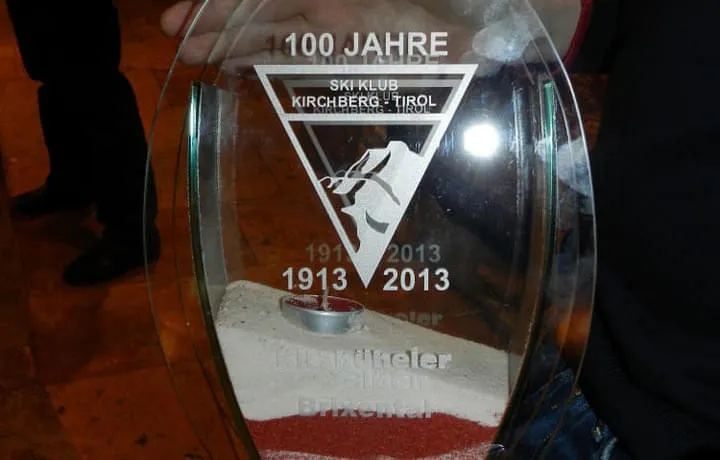 100 JAHRE
SKI KLUB
KIRCHBERG - TIROL
1913 2013
Brixental